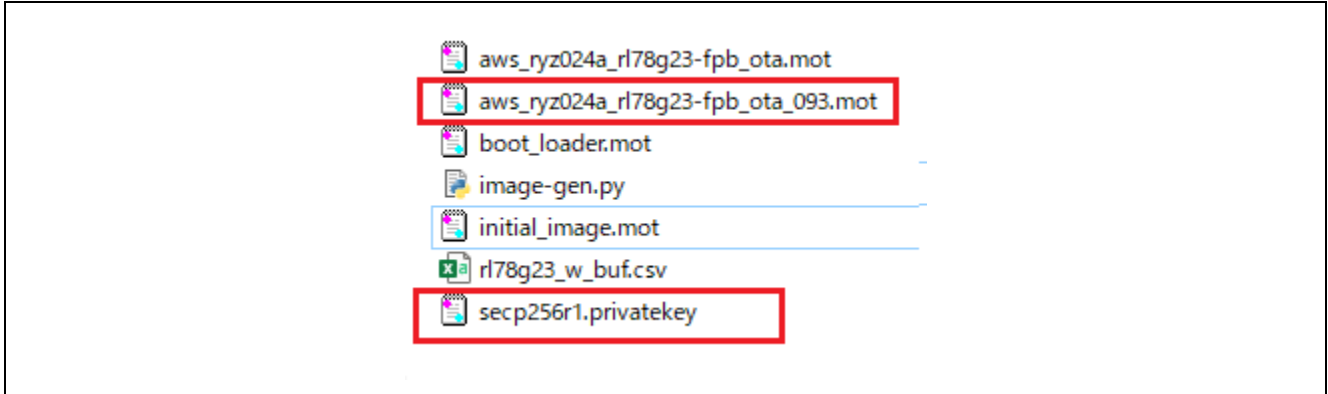 aws_ryz024a_rl78g23-fpb_ota.mot
aws_ryz024a_rl78g23-fpb_ota_093.mot
boot_loader.mot
image-gen.py
initial_image.mot
rl78g23_w_buf.csv
secp256r1.privatekey